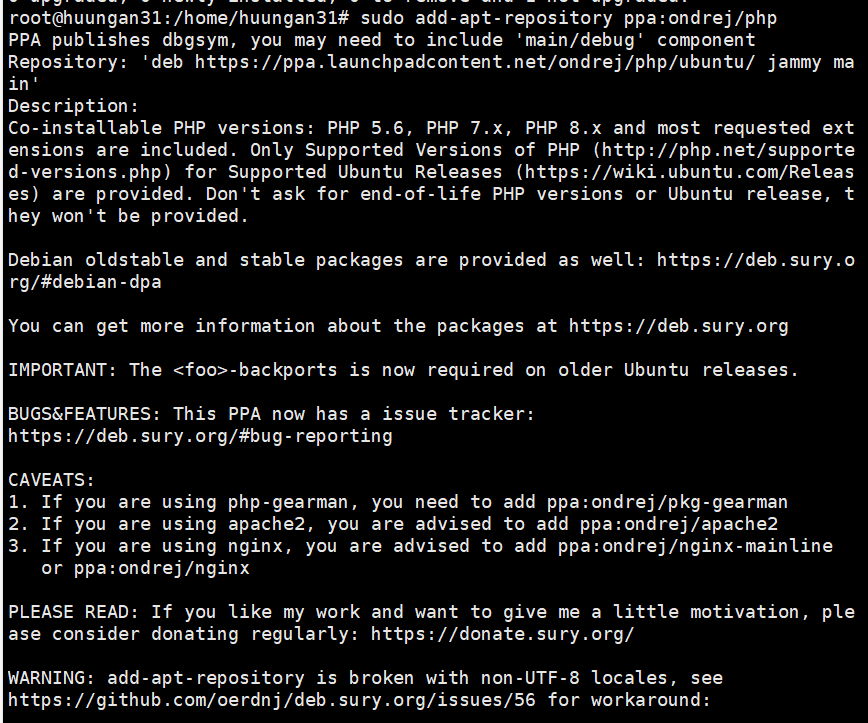 root@huungan31:/home/huungan31# sudo add-apt-repository ppa:ondrej/php
PPA publishes dbgsym, you may need to include 'main/debug' component
Repository: 'deb https://ppa.launchpadcontent.net/ondrej/php/ubuntu/ jammy ma
in'
Description:
Co-installable PHP versions: PHP 5.6, PHP 7.x, PHP 8.x and most requested ext
ensions are included. Only Supported Versions of PHP (http://php.net/supporte
d-versions.php) for Supported Ubuntu Releases (https://wiki.ubuntu.com/Releas
es) are provided. Don't ask for end-of-life PHP versions or Ubuntu release, t
hey won't be provided.
Debian oldstable and stable packages are provided as well: https://deb.sury.o
rg/#debian-dpa
You can get more information about the packages at https://deb.sury.org
IMPORTANT: The <foo>-backports is now required on older Ubuntu releases.
BUGS&FEATURES: This PPA now has a issue tracker:
https://deb.sury.org/#bug-reporting
CAVEATS:
1. If you are using php-gearman, you need to add ppa:ondrej/pkg-gearman
2. If you are using apache2, you are advised to add ppa:ondrej/apache2
3. If you are using nginx, you are advised to add ppa:ondrej/nginx-mainline
or ppa:ondrej/nginx
PLEASE READ: If you like my work and want to give me a little motivation, ple
ase consider donating regularly: https://donate.sury.org/
WARNING: add-apt-repository is broken with non-UTF-8 locales, see
https://github.com/oerdnj/deb.sury.org/issues/56 for workaround: